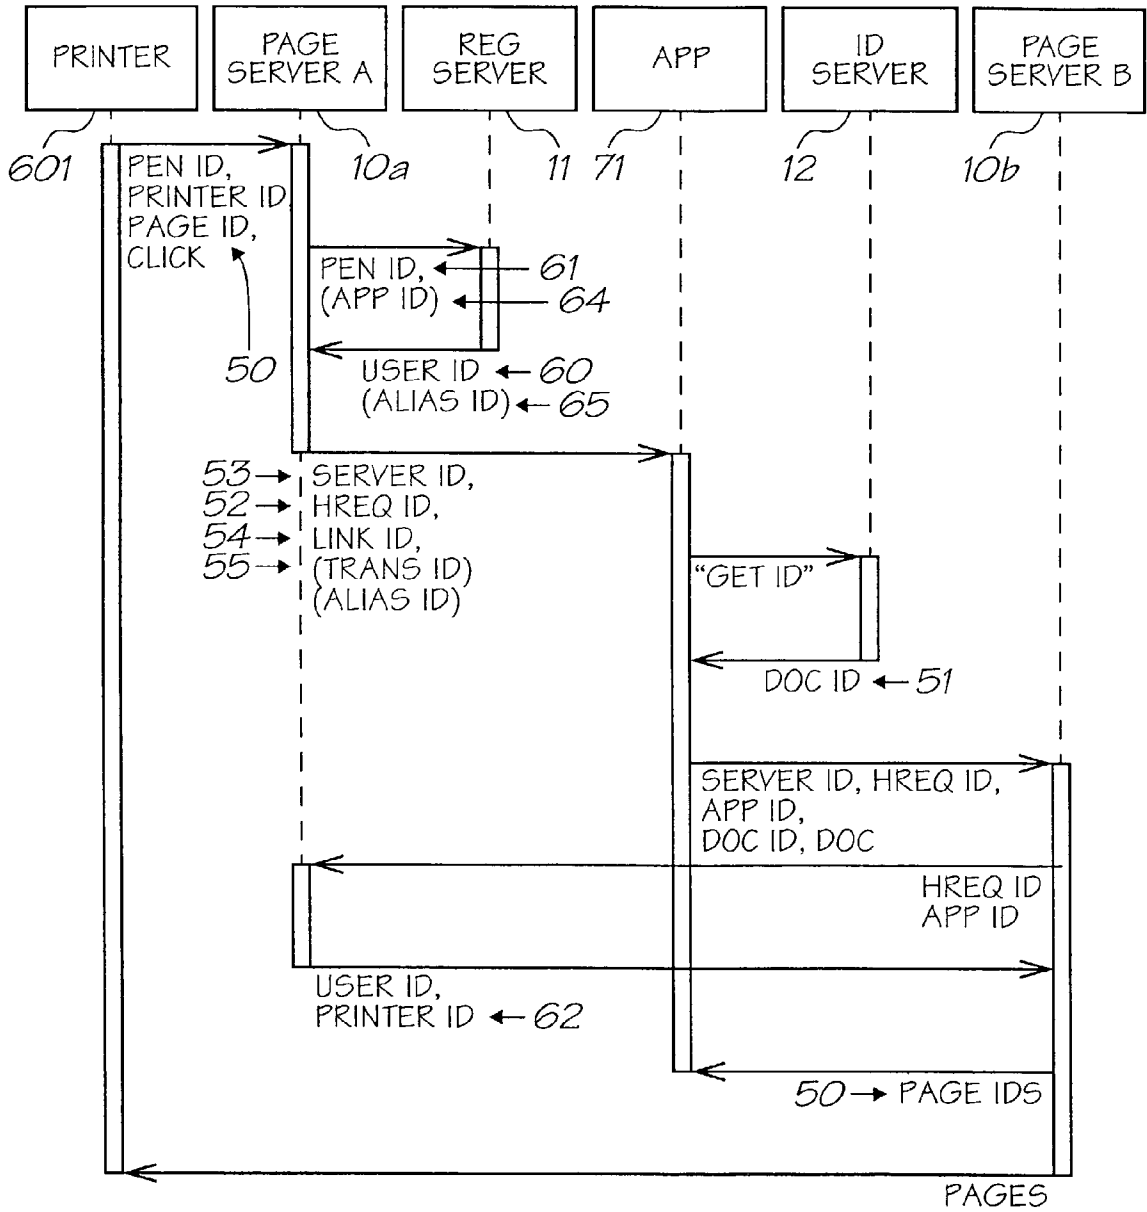 PRINTER
PAGE
SERVER A
REG
SERVER
APP
ID
SERVER
PAGE
SERVER B
601
10a
11
71
12
10b
PEN ID,
PRINTER ID
PAGE ID,
CLICK
50
PEN ID,
61
(APP ID)
64
USER ID
60
(ALIAS ID)
65
53
SERVER ID,
52
HREQ ID,
54
LINK ID,
55
(TRANS ID)
(ALIAS ID)
“GET ID”
DOC ID
51
SERVER ID, HREQ ID,
APP ID,
DOC ID, DOC
HREQ ID
APP ID
USER ID,
PRINTER ID
62
50
PAGE IDS
PAGES